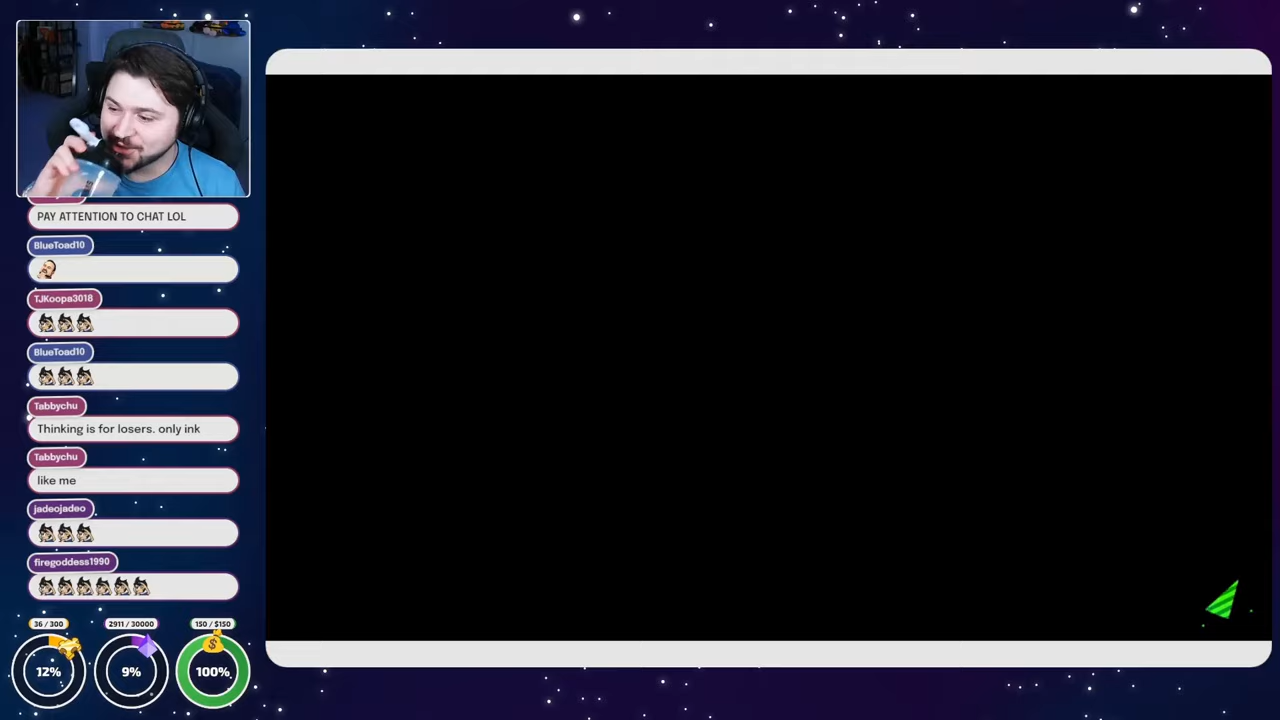 PAY ATTENTION TO CHAT LOL
BlueToad10
TJKoopa3018
BlueToad10
Tabbychu
Thinking is for losers. only ink
Tabbychu
like me
jadeojadeo
firegoddess1990
36 / 300
2911 / 30000
150 / $150
12%
9%
100%